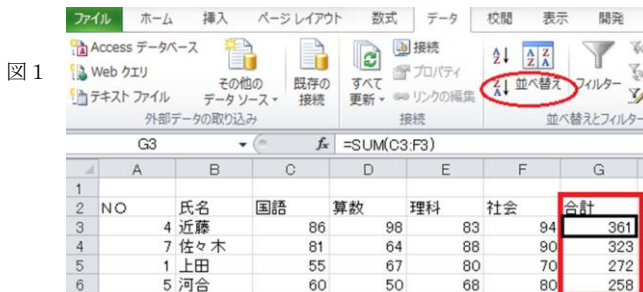 図1
ファイル ホーム 挿入 ページ レイアウト 数式 データ 校閲 表示 開発
Access データベース
Web クエリ
テキスト ファイル
その他の
データ ソース
既存の
接続
すべて
更新
接続
プロパティ
リンクの編集
並べ替え
フィルター
外部データの取り込み 接続 並べ替えとフィルター
G3 fx =SUM(C3:F3)
A B C D E F G
1
2 NO 氏名 国語 算数 理科 社会 合計
3 4 近藤 86 98 83 94 361
4 7 佐々木 81 64 88 90 323
5 1 上田 55 67 80 70 272
6 5 河合 60 50 68 80 258